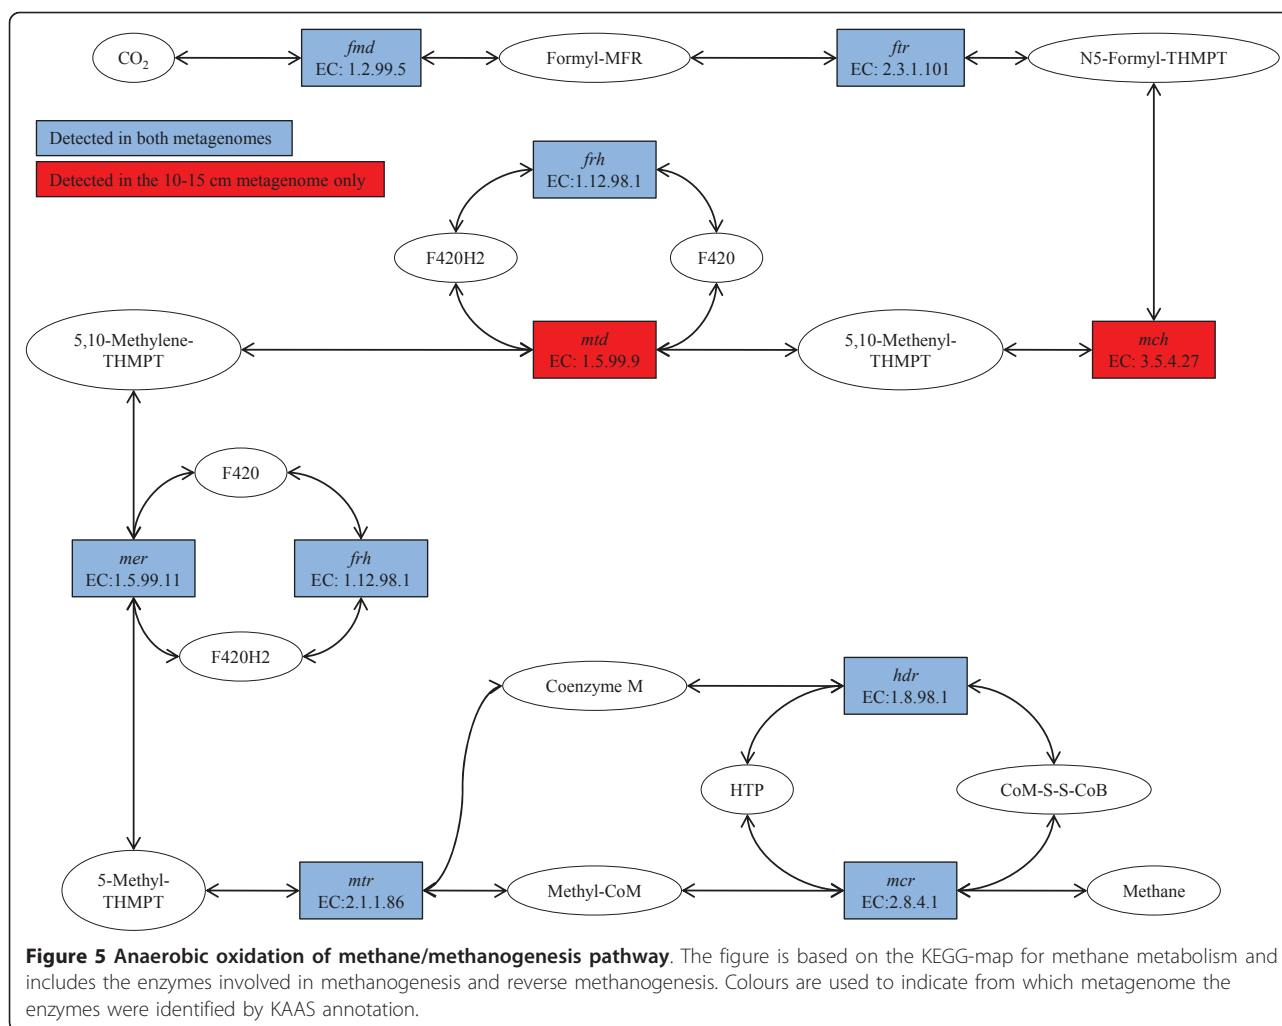 CO2
fmd
EC: 1.2.99.5
Formyl-MFR
ftr
EC: 2.3.1.101
N5-Formyl-THMPT
Detected in both metagenomes
Detected in the 10-15 cm metagenome only
frh
EC:1.12.98.1
F420H2
F420
5,10-Methylene-
THMPT
mtd
EC: 1.5.99.9
5,10-Methenyl-
THMPT
mch
EC: 3.5.4.27
F420
mer
EC:1.5.99.11
frh
EC: 1.12.98.1
F420H2
Coenzyme M
hdr
EC:1.8.98.1
HTP
CoM-S-S-CoB
5-Methyl-
THMPT
mtr
EC:2.1.1.86
Methyl-CoM
mcr
EC:2.8.4.1
Methane
Figure 5 Anaerobic oxidation of methane/methanogenesis pathway. The figure is based on the KEGG-map for methane metabolism and
includes the enzymes involved in methanogenesis and reverse methanogenesis. Colours are used to indicate from which metagenome the
enzymes were identified by KAAS annotation.